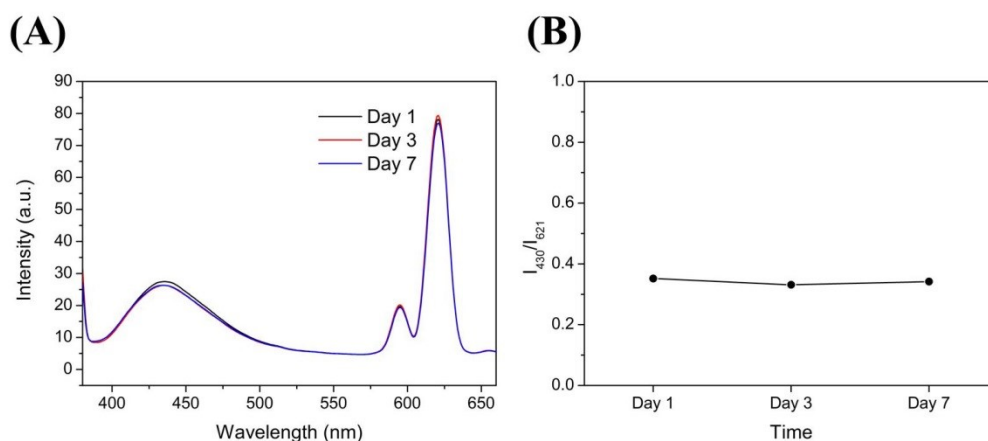 (A)
90
80
70
60
50
40
30
20
10
0
Intensity (a.u.)
Day 1
Day 3
Day 7
400 450 500 550 600 650
Wavelength (nm)
(B)
1.0
0.8
0.6
0.4
0.2
0.0
I430/I621
Day 1 Day 3 Day 7
Time